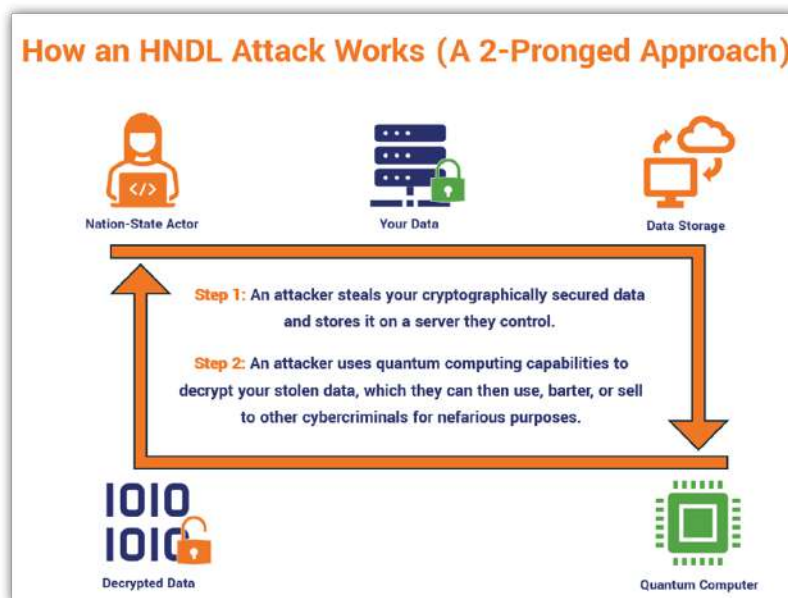 How an HNDL Attack Works (A 2-Pronged Approach)
</>
Nation-State Actor
Your Data
Data Storage
Step 1: An attacker steals your cryptographically secured data
and stores it on a server they control.
Step 2: An attacker uses quantum computing capabilities to
decrypt your stolen data, which they can then use, barter, or sell
to other cybercriminals for nefarious purposes.
1010
1010
Decrypted Data
Quantum Computer